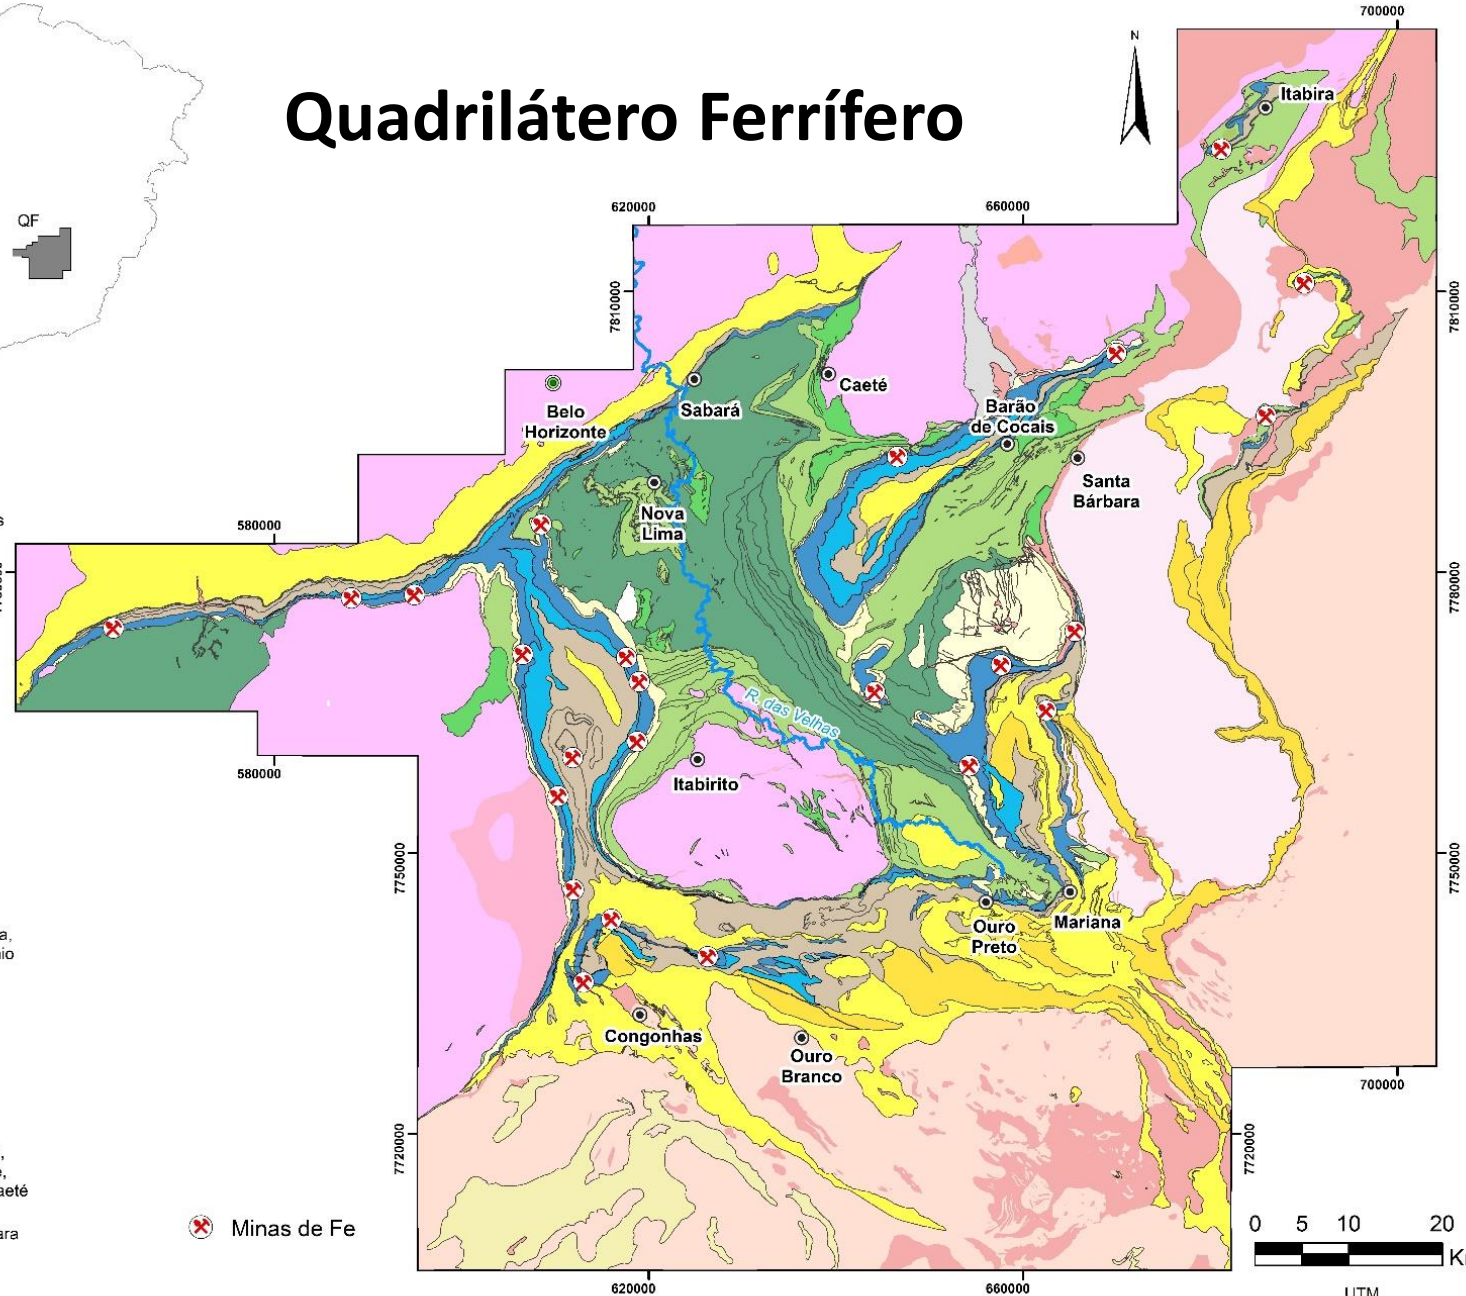 700000
N
Quadrilátero Ferrífero
Itabira
620000
660000
QF
7810000
7810000
Caeté
Belo
Horizonte
Sabará
Barão
de Cocais
Santa
Bárbara
Nova
Lima
580000
7780000
R. das Velhas
580000
Itabirito
7750000
7750000
Ouro
Preto
Mariana
Congonhas
Ouro
Branco
700000
7720000
7720000
aeté
Minas de Fe
0 5 10 20
620000
660000
UTM